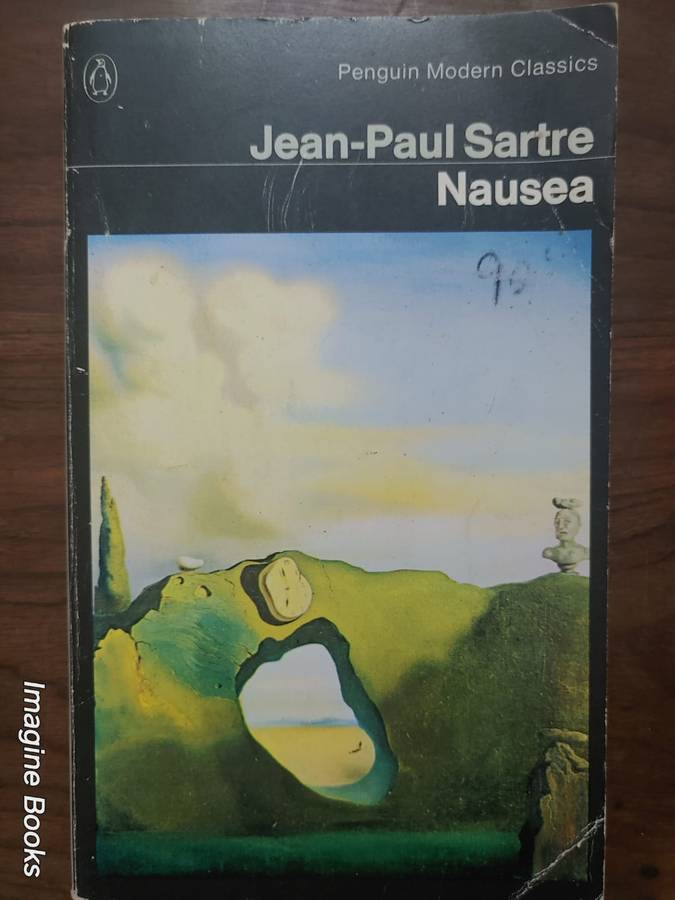 Penguin Modern Classics
Jean-Paul Sartre
Nausea
Imagine Books